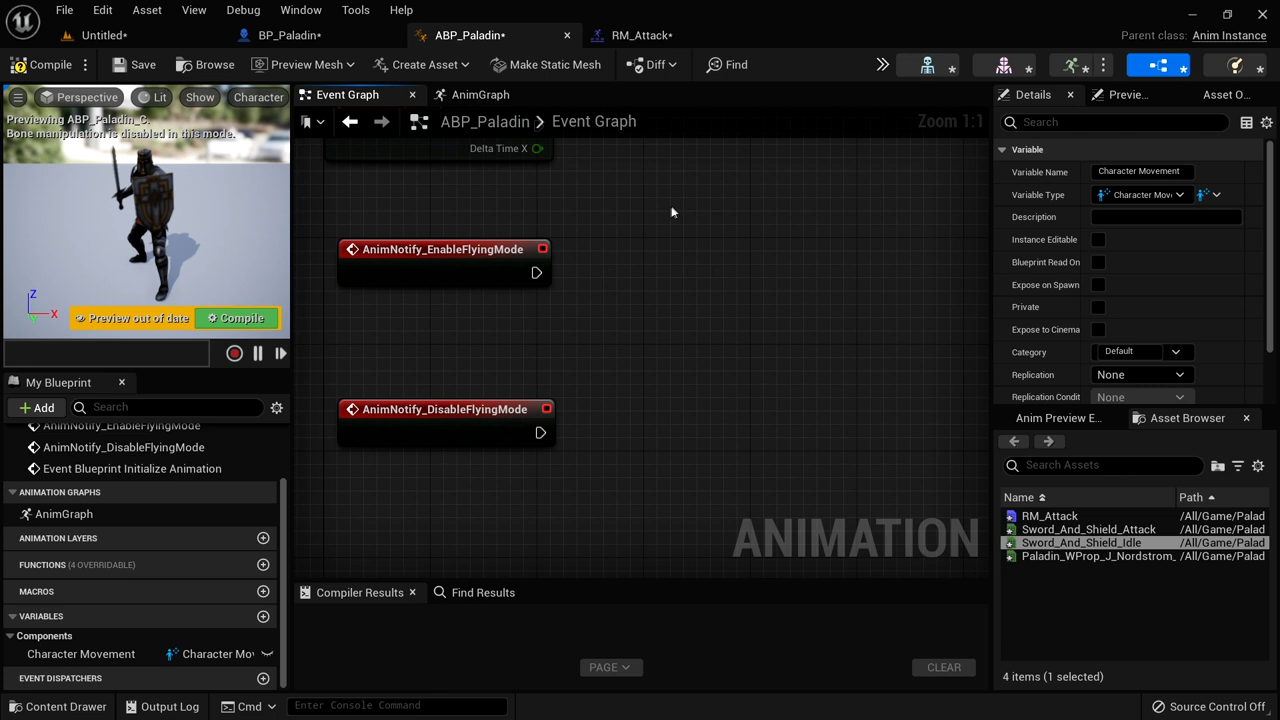 File Edit Asset View Debug Window Tools Help
Untitled* BP_Paladin* ABP_Paladin* RM_Attack*
Parent class: Anim Instance
Compile Save Browse Preview Mesh Create Asset Make Static Mesh Diff Find
Perspective Lit Show Character
Previewing ABP_Paladin_C.
Bone manipulation is disabled in this mode.
Z
X
Preview out of date Compile
My Blueprint
Add Search
AnimNotify_EnableFlyingMode
AnimNotify_DisableFlyingMode
Event Blueprint Initialize Animation
ANIMATION GRAPHS
AnimGraph
ANIMATION LAYERS
FUNCTIONS (4 OVERRIDABLE)
MACROS
VARIABLES
Components
Character Movement Character Mo
EVENT DISPATCHERS
Event Graph AnimGraph
ABP_Paladin Event Graph Zoom 1:1
Delta Time X
AnimNotify_EnableFlyingMode
AnimNotify_DisableFlyingMode
ANIMATION
Compiler Results Find Results
PAGE CLEAR
Details Previe... Asset O...
Search
Variable
Variable Name Character Movement
Variable Type Character Mov
Description
Instance Editable
Blueprint Read On
Expose on Spawn
Private
Expose to Cinema
Category Default
Replication None
Replication Condit None
Anim Preview E... Asset Browser
Search Assets
Name Path
RM_Attack /All/Game/Palad
Sword_And_Shield_Attack /All/Game/Palad
Sword_And_Shield_Idle /All/Game/Palad
Paladin_WProp_J_Nordstrom_ /All/Game/Palad
4 items (1 selected)
Content Drawer Output Log Cmd Enter Console Command Source Control Off